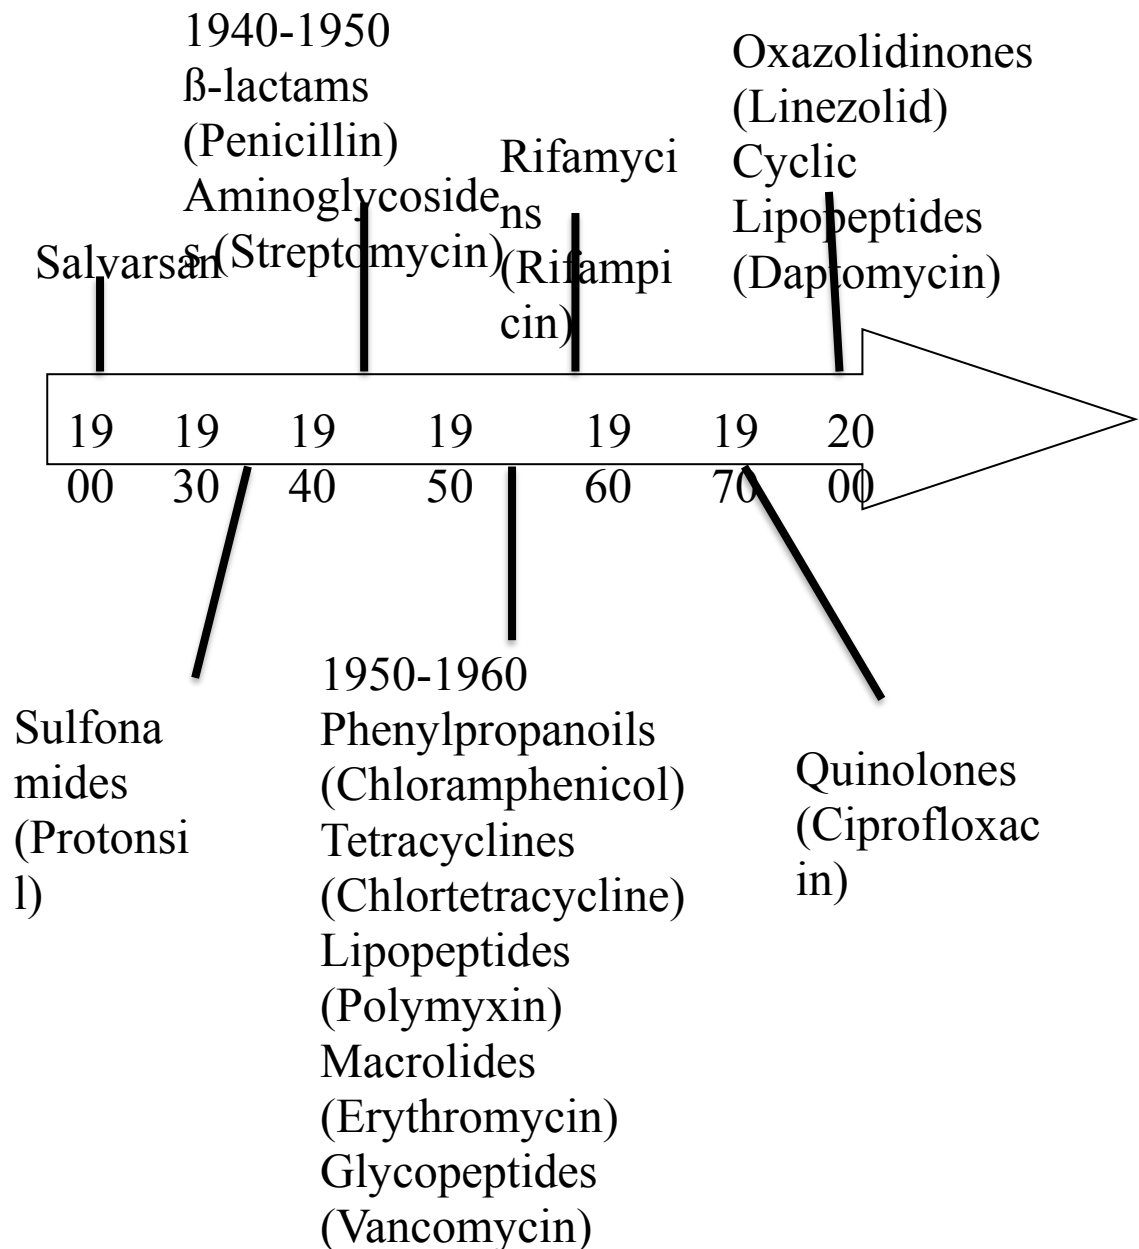 1940-1950
ß-lactams
(Penicillin)
Aminoglycoside
s (Streptomycin)
Salvarsan
Rifamyci
ns
(Rifampi
cin)
Oxazolidinones
(Linezolid)
Cyclic
Lipopeptides
(Daptomycin)
19
00
19
30
19
40
19
50
19
60
19
70
20
00
Sulfona
mides
(Protonsi
l)
1950-1960
Phenylpropanoils
(Chloramphenicol)
Tetracyclines
(Chlortetracycline)
Lipopeptides
(Polymyxin)
Macrolides
(Erythromycin)
Glycopeptides
(Vancomycin)
Quinolones
(Ciprofloxac
in)